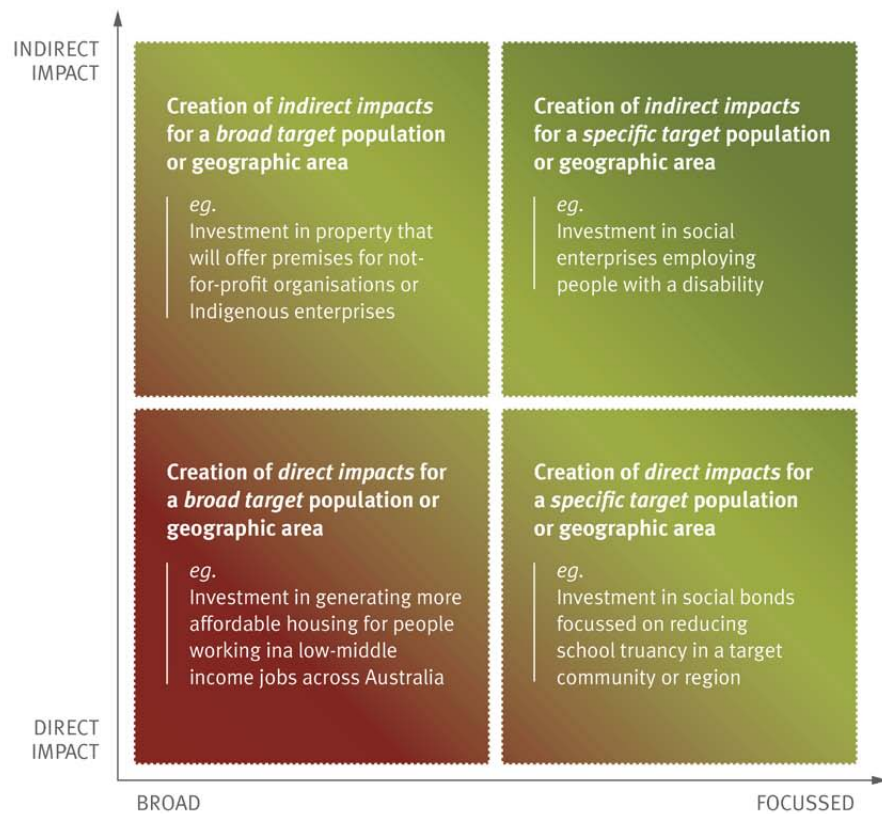 INDIRECT
IMPACT
Creation of indirect impacts
for a broad target population
or geographic area
eg.
Investment in property that
will offer premises for not-
for-profit organisations or
Indigenous enterprises
Creation of indirect impacts
for a specific target population
or geographic area
eg.
Investment in social
enterprises employing
people with a disability
Creation of direct impacts for
a broad target population or
geographic area
eg.
Investment in generating more
affordable housing for people
working ina low-middle
income jobs across Australia
Creation of direct impacts for
a specific target population
or geographic area
eg.
Investment in social bonds
focussed on reducing
school truancy in a target
community or region
DIRECT
IMPACT
BROAD
FOCUSSED